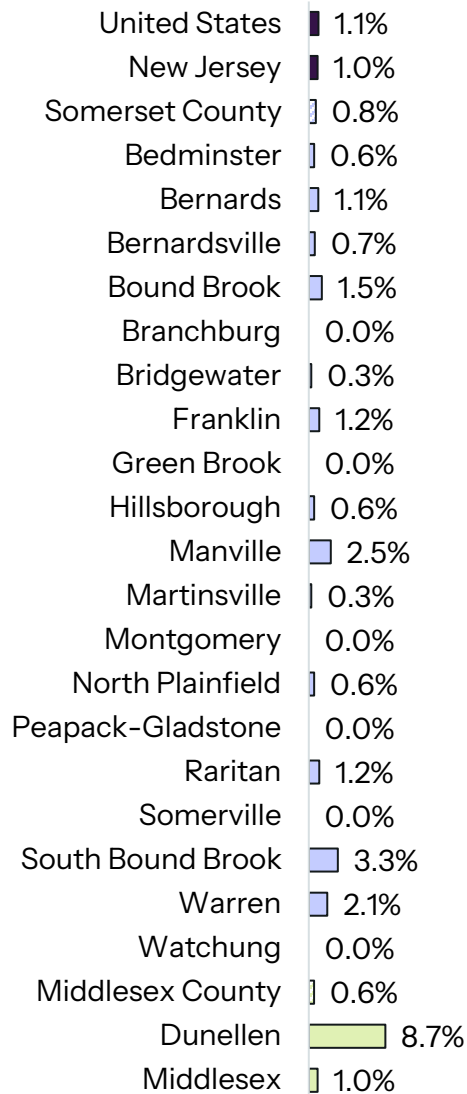 United States 1.1%
New Jersey 1.0%
Somerset County 0.8%
Bedminster 0.6%
Bernards 1.1%
Bernardsville 0.7%
Bound Brook 1.5%
Branchburg 0.0%
Bridgewater 0.3%
Franklin 1.2%
Green Brook 0.0%
Hillsborough 0.6%
Manville 2.5%
Martinsville 0.3%
Montgomery 0.0%
North Plainfield 0.6%
Peapack-Gladstone 0.0%
Raritan 1.2%
Somerville 0.0%
South Bound Brook 3.3%
Warren 2.1%
Watchung 0.0%
Middlesex County 0.6%
Dunellen 8.7%
Middlesex 1.0%